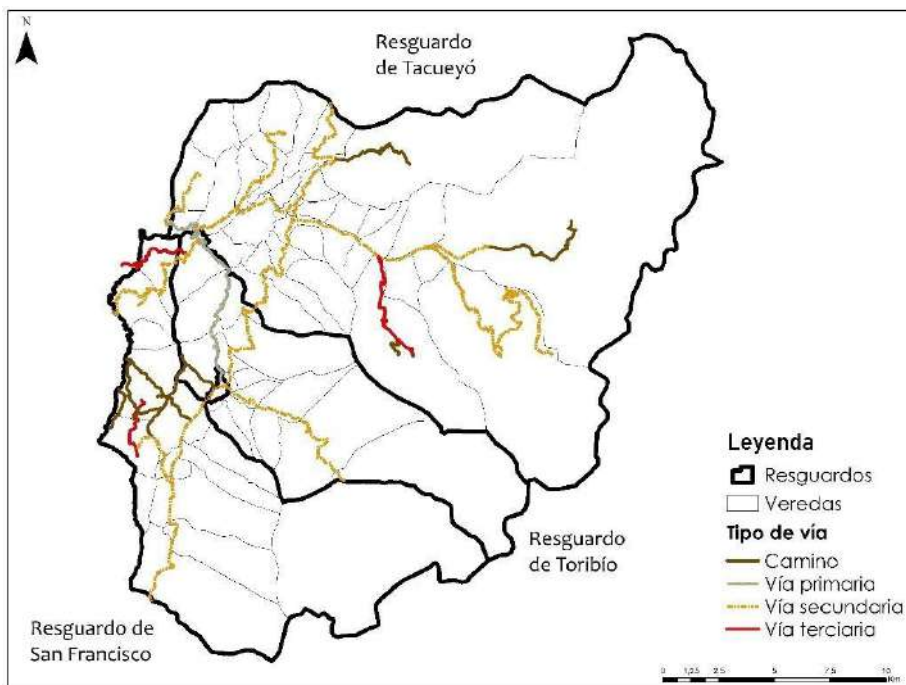 N
Resguardo
de Tacueyó
Leyenda
Resguardos
Veredas
Tipo de vía
Camino
Vía primaria
Vía secundaria
Vía terciaria
Resguardo
de Toribío
Resguardo de
San Francisco
0 1,25 2.5 5 7.5 10
Km